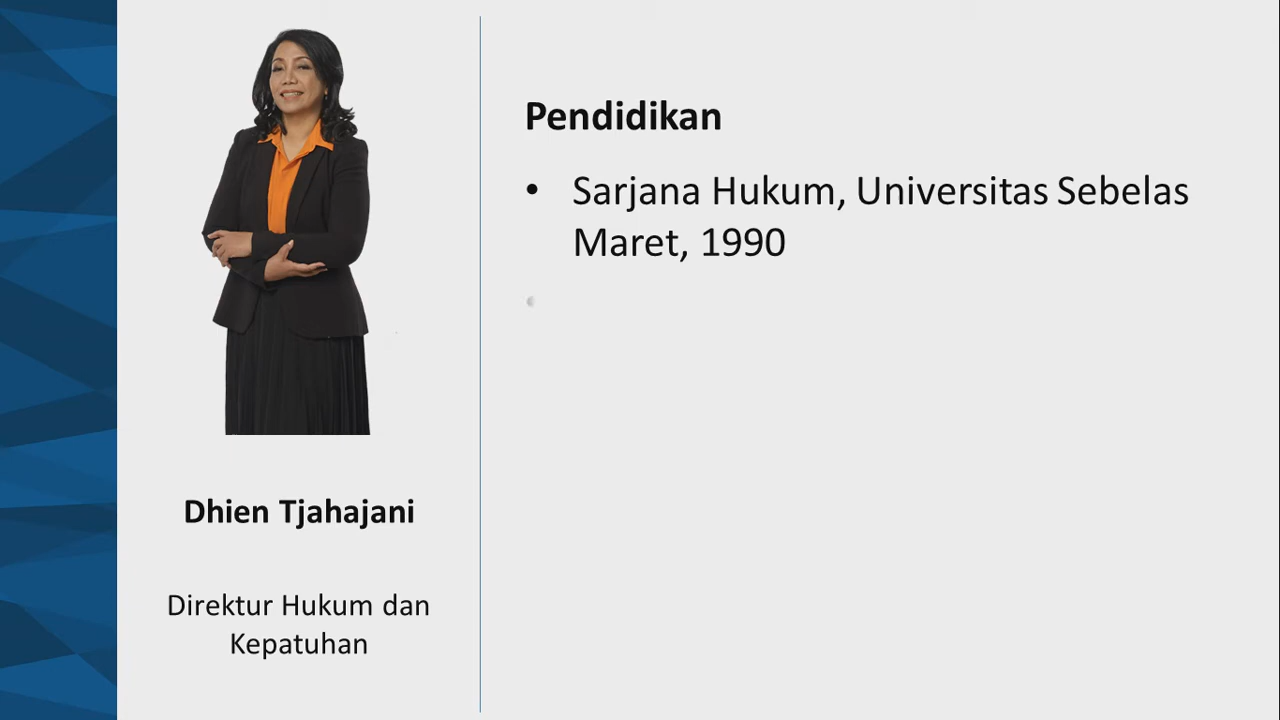 Dhien Tjahajani
Direktur Hukum dan
Kepatuhan
Pendidikan
• Sarjana Hukum, Universitas Sebelas
Maret, 1990